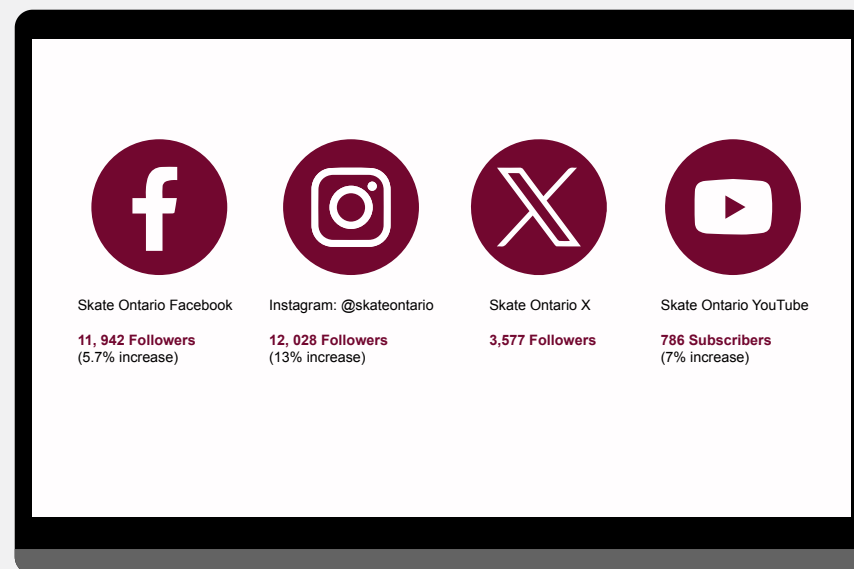 Skate Ontario Facebook
11, 942 Followers
(5.7% increase)
Instagram: @skateontario
12, 028 Followers
(13% increase)
Skate Ontario X
3,577 Followers
Skate Ontario YouTube
786 Subscribers
(7% increase)